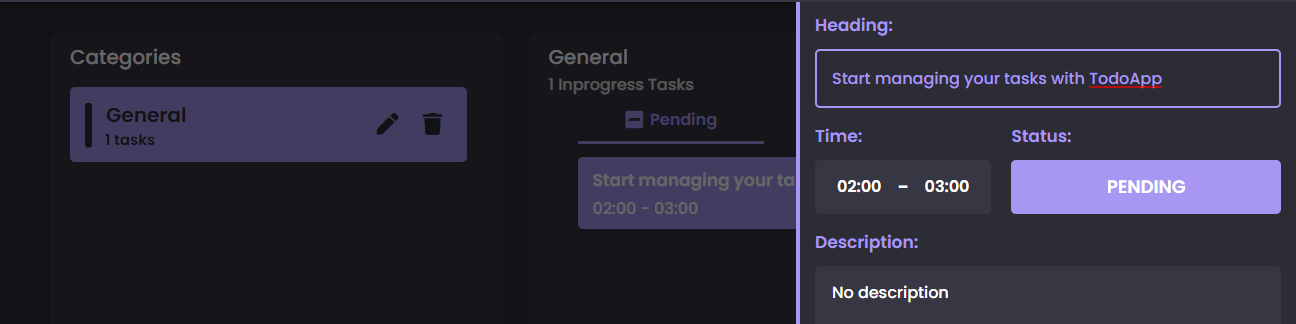 Categories
General
1 tasks
General
1 Inprogress Tasks
Pending
Start managing your ta
02:00 - 03:00
Heading:
Start managing your tasks with TodoApp
Time:
Status:
02:00 – 03:00
PENDING
Description:
No description